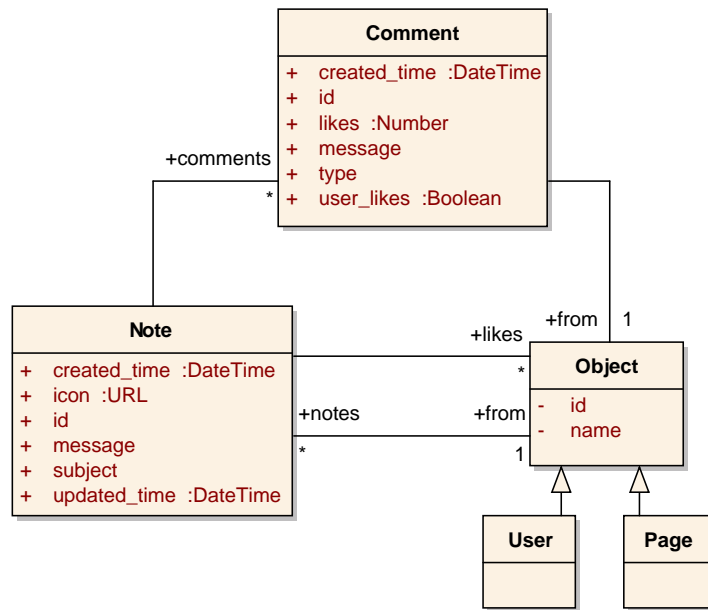 Comment
+ created_time :DateTime
+ id
+ likes :Number
+ message
+ type
+ user_likes :Boolean
+comments
*
+from 1
Note
+ created_time :DateTime
+ icon :URL
+ id
+ message
+ subject
+ updated_time :DateTime
+likes
*
+notes
*
+from
1
Object
- id
- name
User
Page